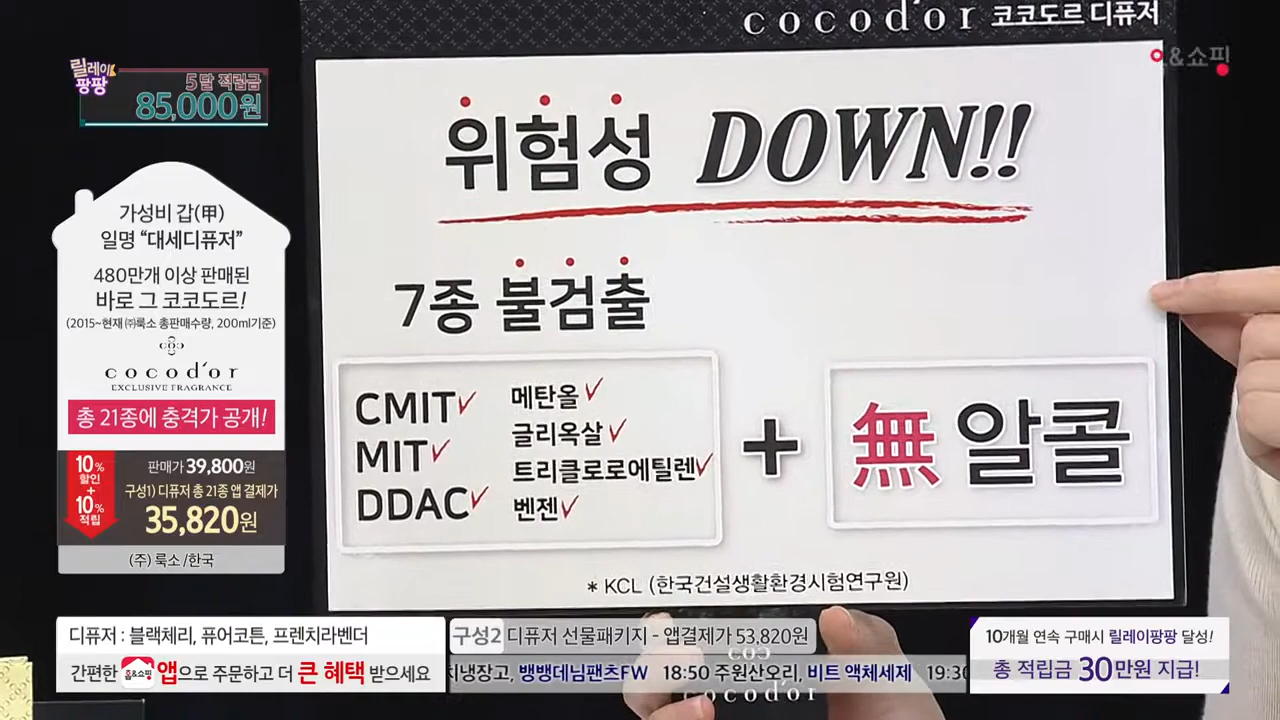 cocod'or 코코도르 디퓨저
&쇼핑
릴레이
팡팡
5달 적립금
85,000원
위험성 DOWN!!
7종 불검출
CMIT
MIT
DDAC
메탄올
글리옥살
트리클로로에틸렌
벤젠
+
無 알콜
* KCL (한국건설생활환경시험연구원)
가성비 갑(甲)
일명 “대세디퓨저”
480만개 이상 판매된
바로 그 코코도르!
(2015~현재 ㈜룩소 총판매수량, 200ml기준)
cocod'or
EXCLUSIVE FRAGRANCE
총 21종에 충격가 공개!
10%
할인
+
10%
적립
판매가 39,800원
구성1) 디퓨저 총 21종 앱 결제가
35,820원
(주) 룩소/한국
디퓨저 : 블랙체리, 퓨어코튼, 프렌치라벤더
구성2 디퓨저 선물패키지 - 앱결제가 53,820원
간편한 홈&쇼핑 앱으로 주문하고 더 큰 혜택 받으세요
치냉장고, 뱅뱅데님팬츠FW 18:50 주원산오리, 비트 액체세제 19:30
cocod'or
10개월 연속 구매시 릴레이팡팡 달성!
총 적립금 30만원 지급!